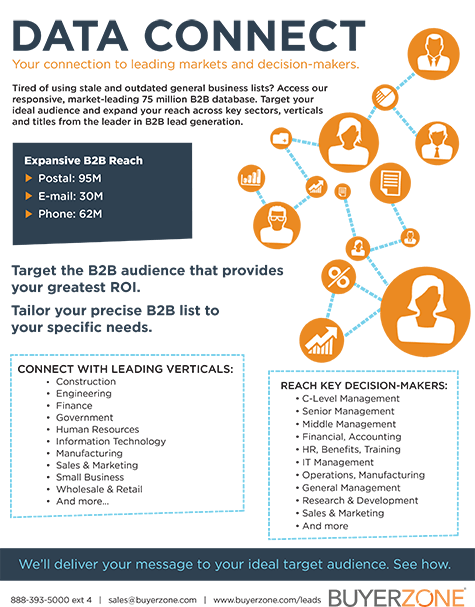 DATA CONNECT
Your connection to leading markets and decision-makers.
Tired of using stale and outdated general business lists? Access our
responsive, market-leading 75 million B2B database. Target your
ideal audience and expand your reach across key sectors, verticals
and titles from the leader in B2B lead generation.
Expansive B2B Reach
Postal: 95M
E-mail: 30M
Phone: 62M
%
Target the B2B audience that provides
your greatest ROI.
Tailor your precise B2B list to
your specific needs.
CONNECT WITH LEADING VERTICALS:
• Construction
• Engineering
• Finance
• Government
• Human Resources
• Information Technology
• Manufacturing
• Sales & Marketing
• Small Business
• Wholesale & Retail
• And more...
REACH KEY DECISION-MAKERS:
• C-Level Management
• Senior Management
• Middle Management
• Financial, Accounting
• HR, Benefits, Training
• IT Management
• Operations, Manufacturing
• General Management
• Research & Development
• Sales & Marketing
• And more
We'll deliver your message to your ideal target audience. See how.
888-393-5000 ext 4 | sales@buyerzone.com | www.buyerzone.com/leads BUYERZONE